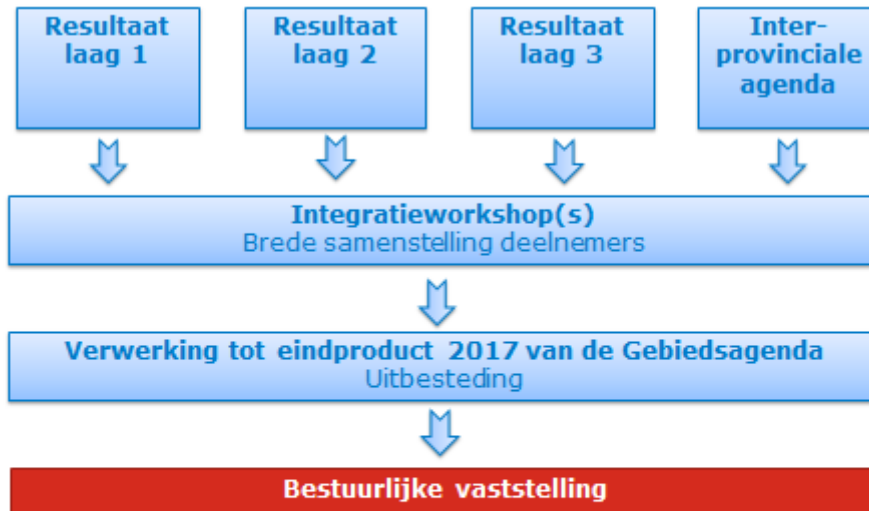 Resultaat
laag 1
Resultaat
laag 2
Resultaat
laag 3
Inter-
provinciale
agenda
Integratieworkshop(s)
Brede samenstelling deelnemers
Verwerking tot eindproduct 2017 van de Gebiedsagenda
Uitbesteding
Bestuurlijke vaststelling